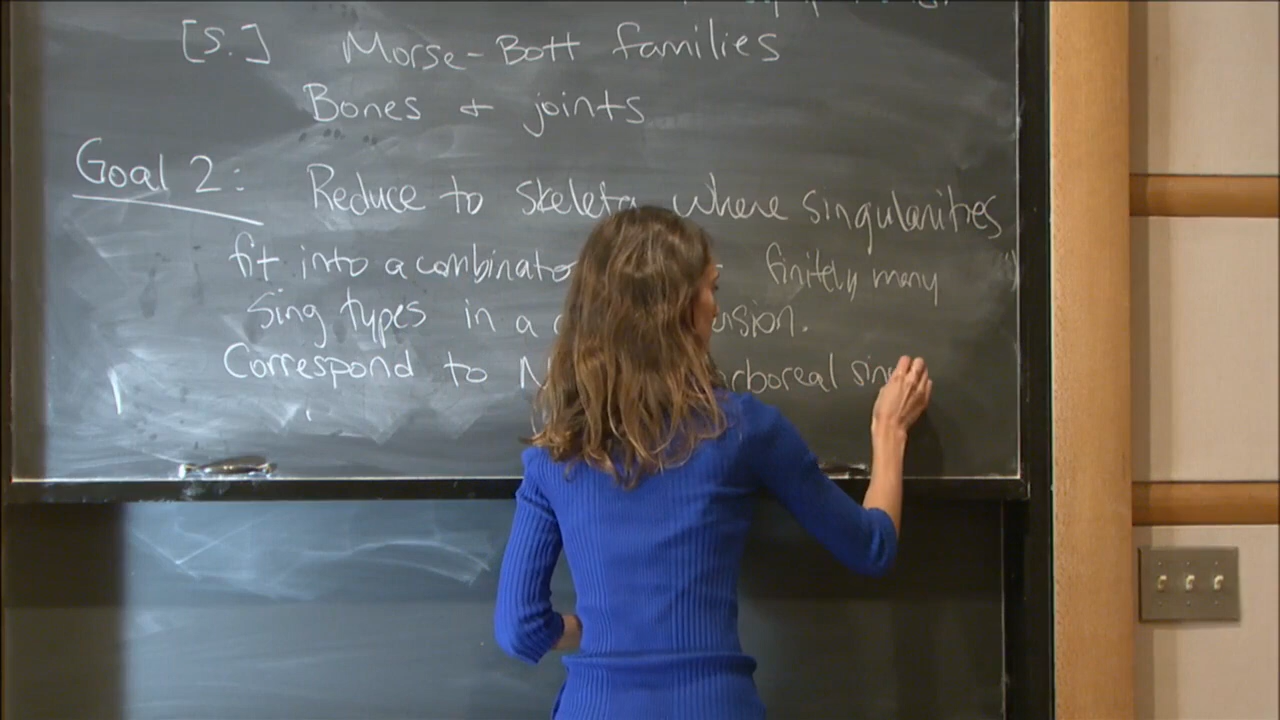 [S.] Morse-Bott families
Bones + joints
Goal 2: Reduce to skeleta where singularities
fit into a finitely many
sing types in a
Correspond to arboreal